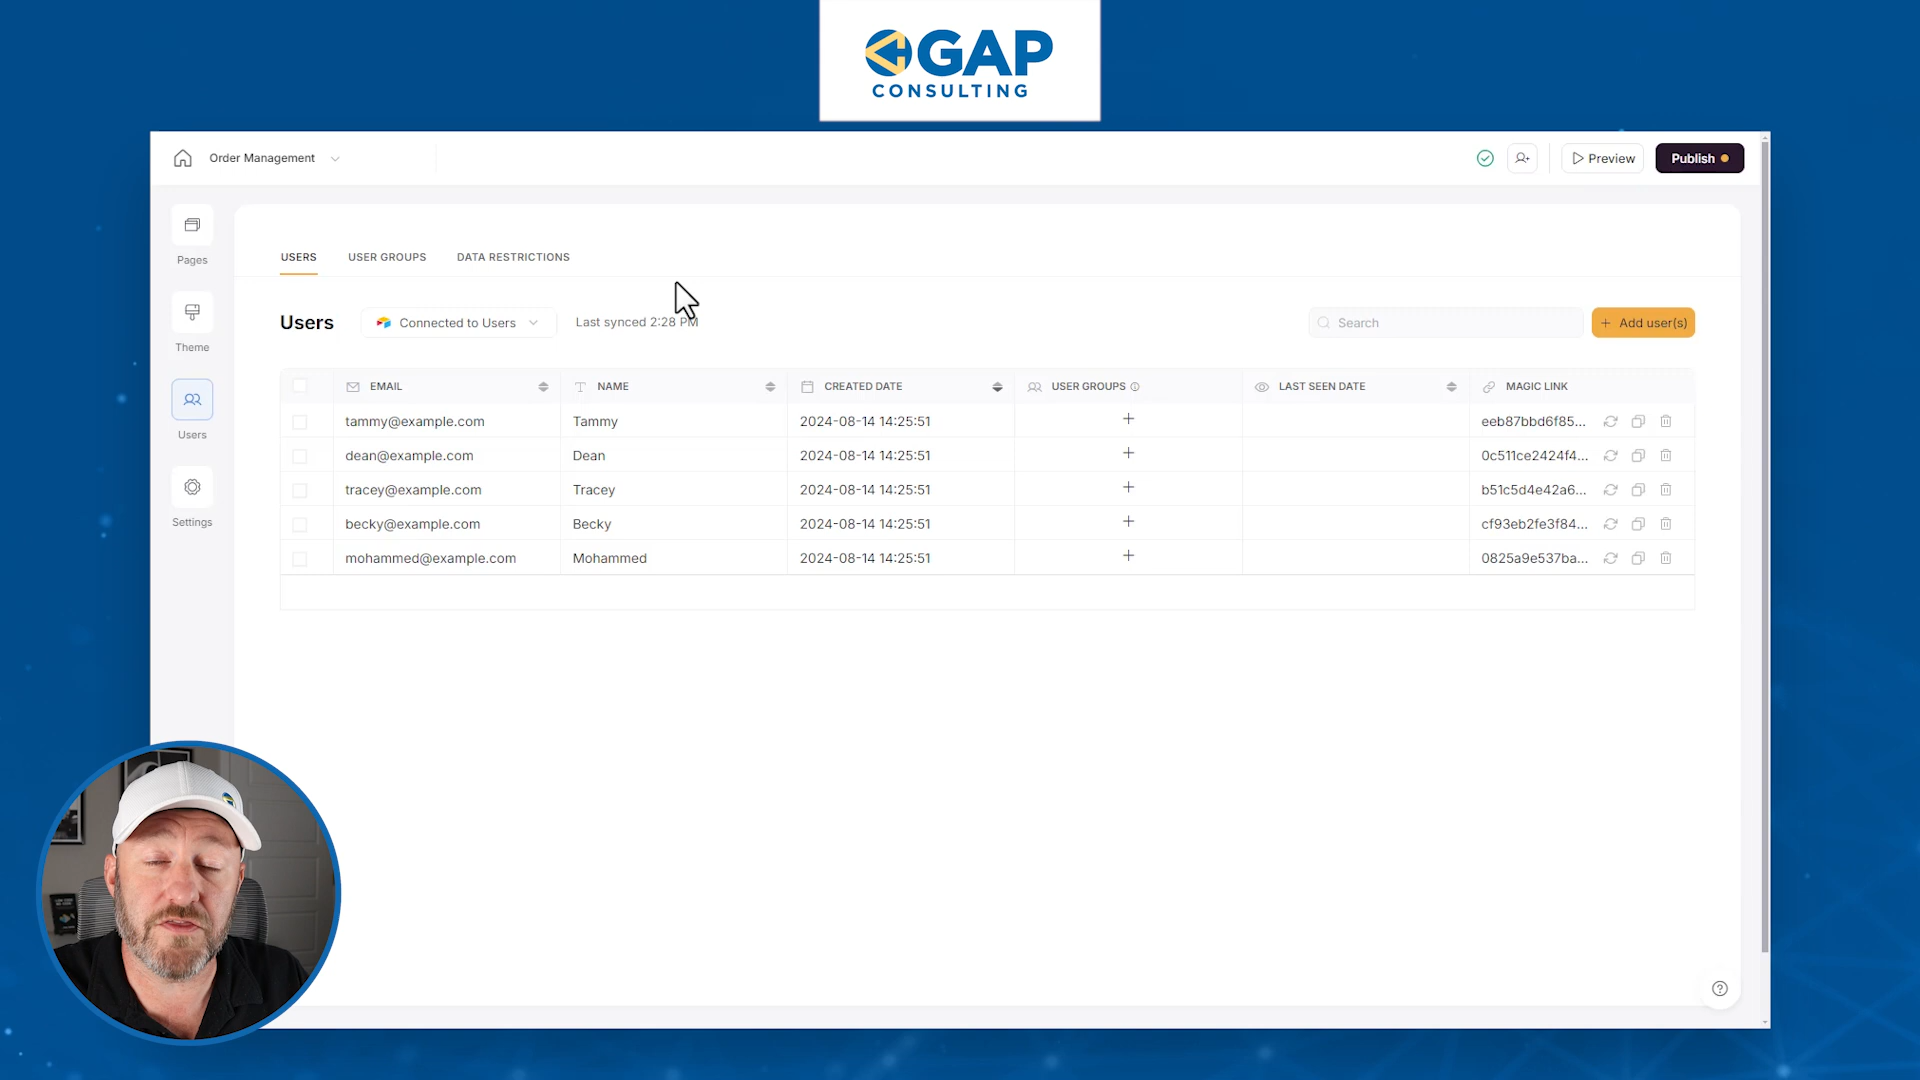 GAP
CONSULTING
Order Management
Preview
Publish
Pages
Theme
Users
Settings
USERS USER GROUPS DATA RESTRICTIONS
Users Connected to Users Last synced 2:28 PM Search + Add user(s)
EMAIL NAME CREATED DATE USER GROUPS LAST SEEN DATE MAGIC LINK
tammy@example.com Tammy 2024-08-14 14:25:51 + eeb87bbd6f85...
dean@example.com Dean 2024-08-14 14:25:51 + 0c511ce2424f4...
tracey@example.com Tracey 2024-08-14 14:25:51 + b51c5d4e42a6...
becky@example.com Becky 2024-08-14 14:25:51 + cf93eb2fe3f84...
mohammed@example.com Mohammed 2024-08-14 14:25:51 + 0825a9e537ba...